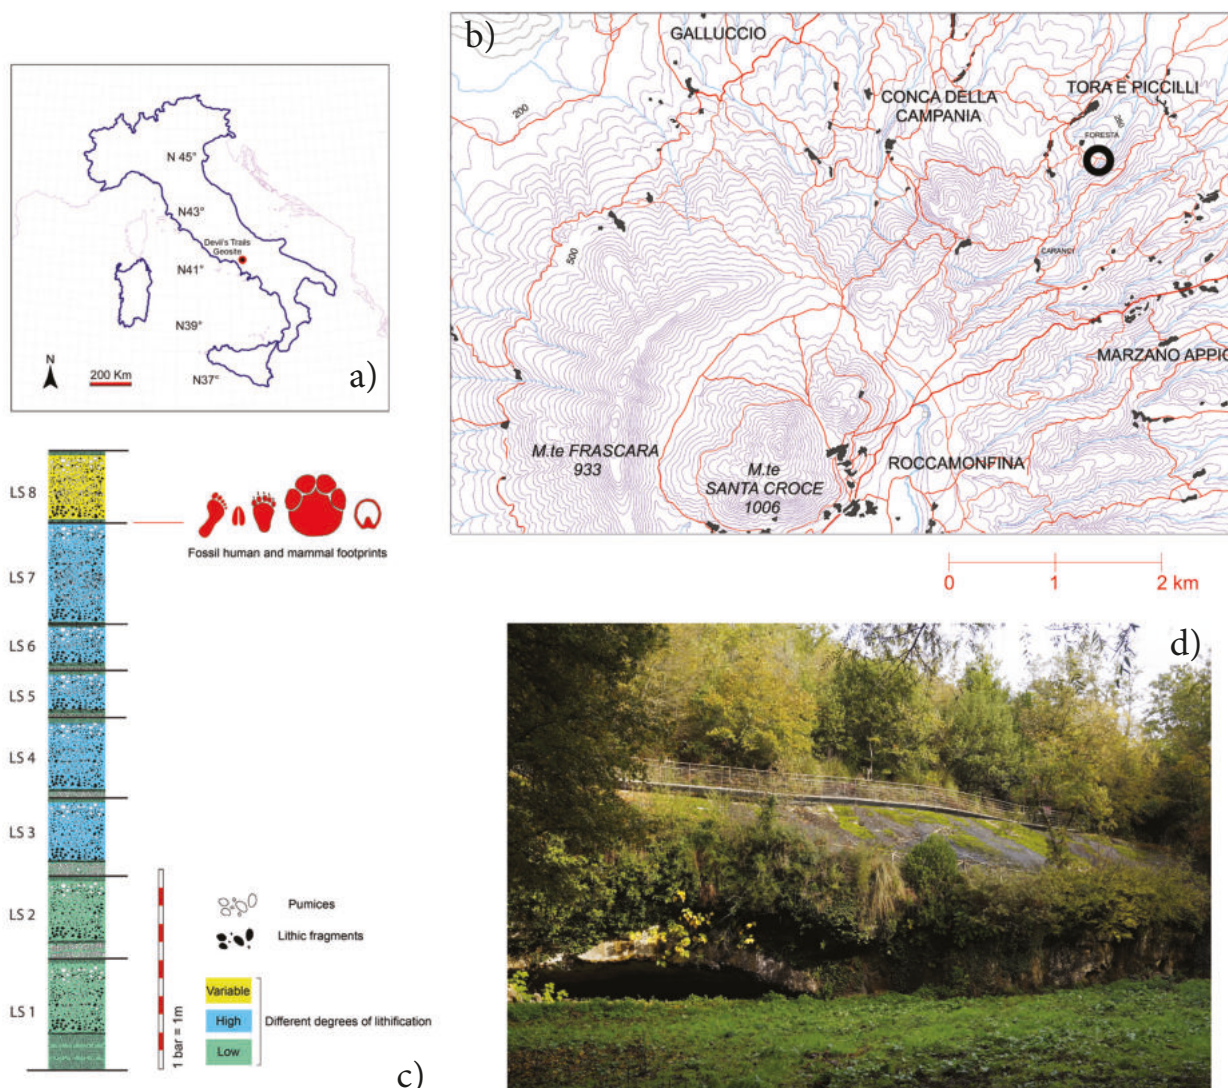 a)
N 45°
N43°
Devil's Trails
Geosite
N41°
N39°
N37°
N
200 Km
b)
GALLUCCIO
200
CONCA DELLA
CAMPANIA
TORA E PICCILLI
FORESTA
500
MARZANO APPIO
M.te FRASCARA
933
M.te
SANTA CROCE
1006
ROCCAMONFINA
0 1 2 km
c)
LS 8
LS 7
LS 6
LS 5
LS 4
LS 3
LS 2
LS 1
Fossil human and mammal footprints
Pumices
Lithic fragments
Variable
High
Low
Different degrees of lithification
1 bar = 1m
d)